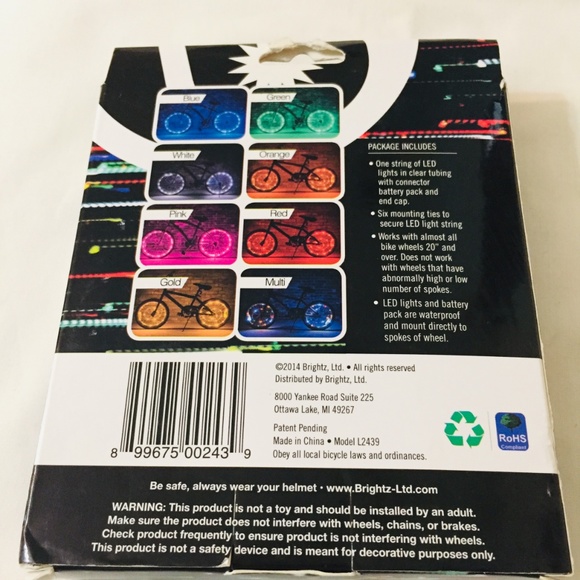 Blue
Green
White
Orange
Pink
Red
Gold
Multi
PACKAGE INCLUDES
• One string of LED
lights in clear tubing
with connector
battery pack and
end cap.
• Six mounting ties to
secure LED light string
• Works with almost all
bike wheels 20" and
over. Does not work
with wheels that have
abnormally high or low
number of spokes.
• LED lights and battery
pack are waterproof
and mount directly to
spokes of wheel.
©2014 Brightz, Ltd. • All rights reserved
Distributed by Brightz, Ltd.
8000 Yankee Road Suite 225
Ottawa Lake, MI 49267
Patent Pending
Made in China • Model L2439
Obey all local bicycle laws and ordinances.
8 99675 00243 9
RoHS
Compliant
Be safe, always wear your helmet • www.Brightz-Ltd.com
WARNING: This product is not a toy and should be installed by an adult.
Make sure the product does not interfere with wheels, chains, or brakes.
Check product frequently to ensure product is not interfering with wheels.
This product is not a safety device and is meant for decorative purposes only.